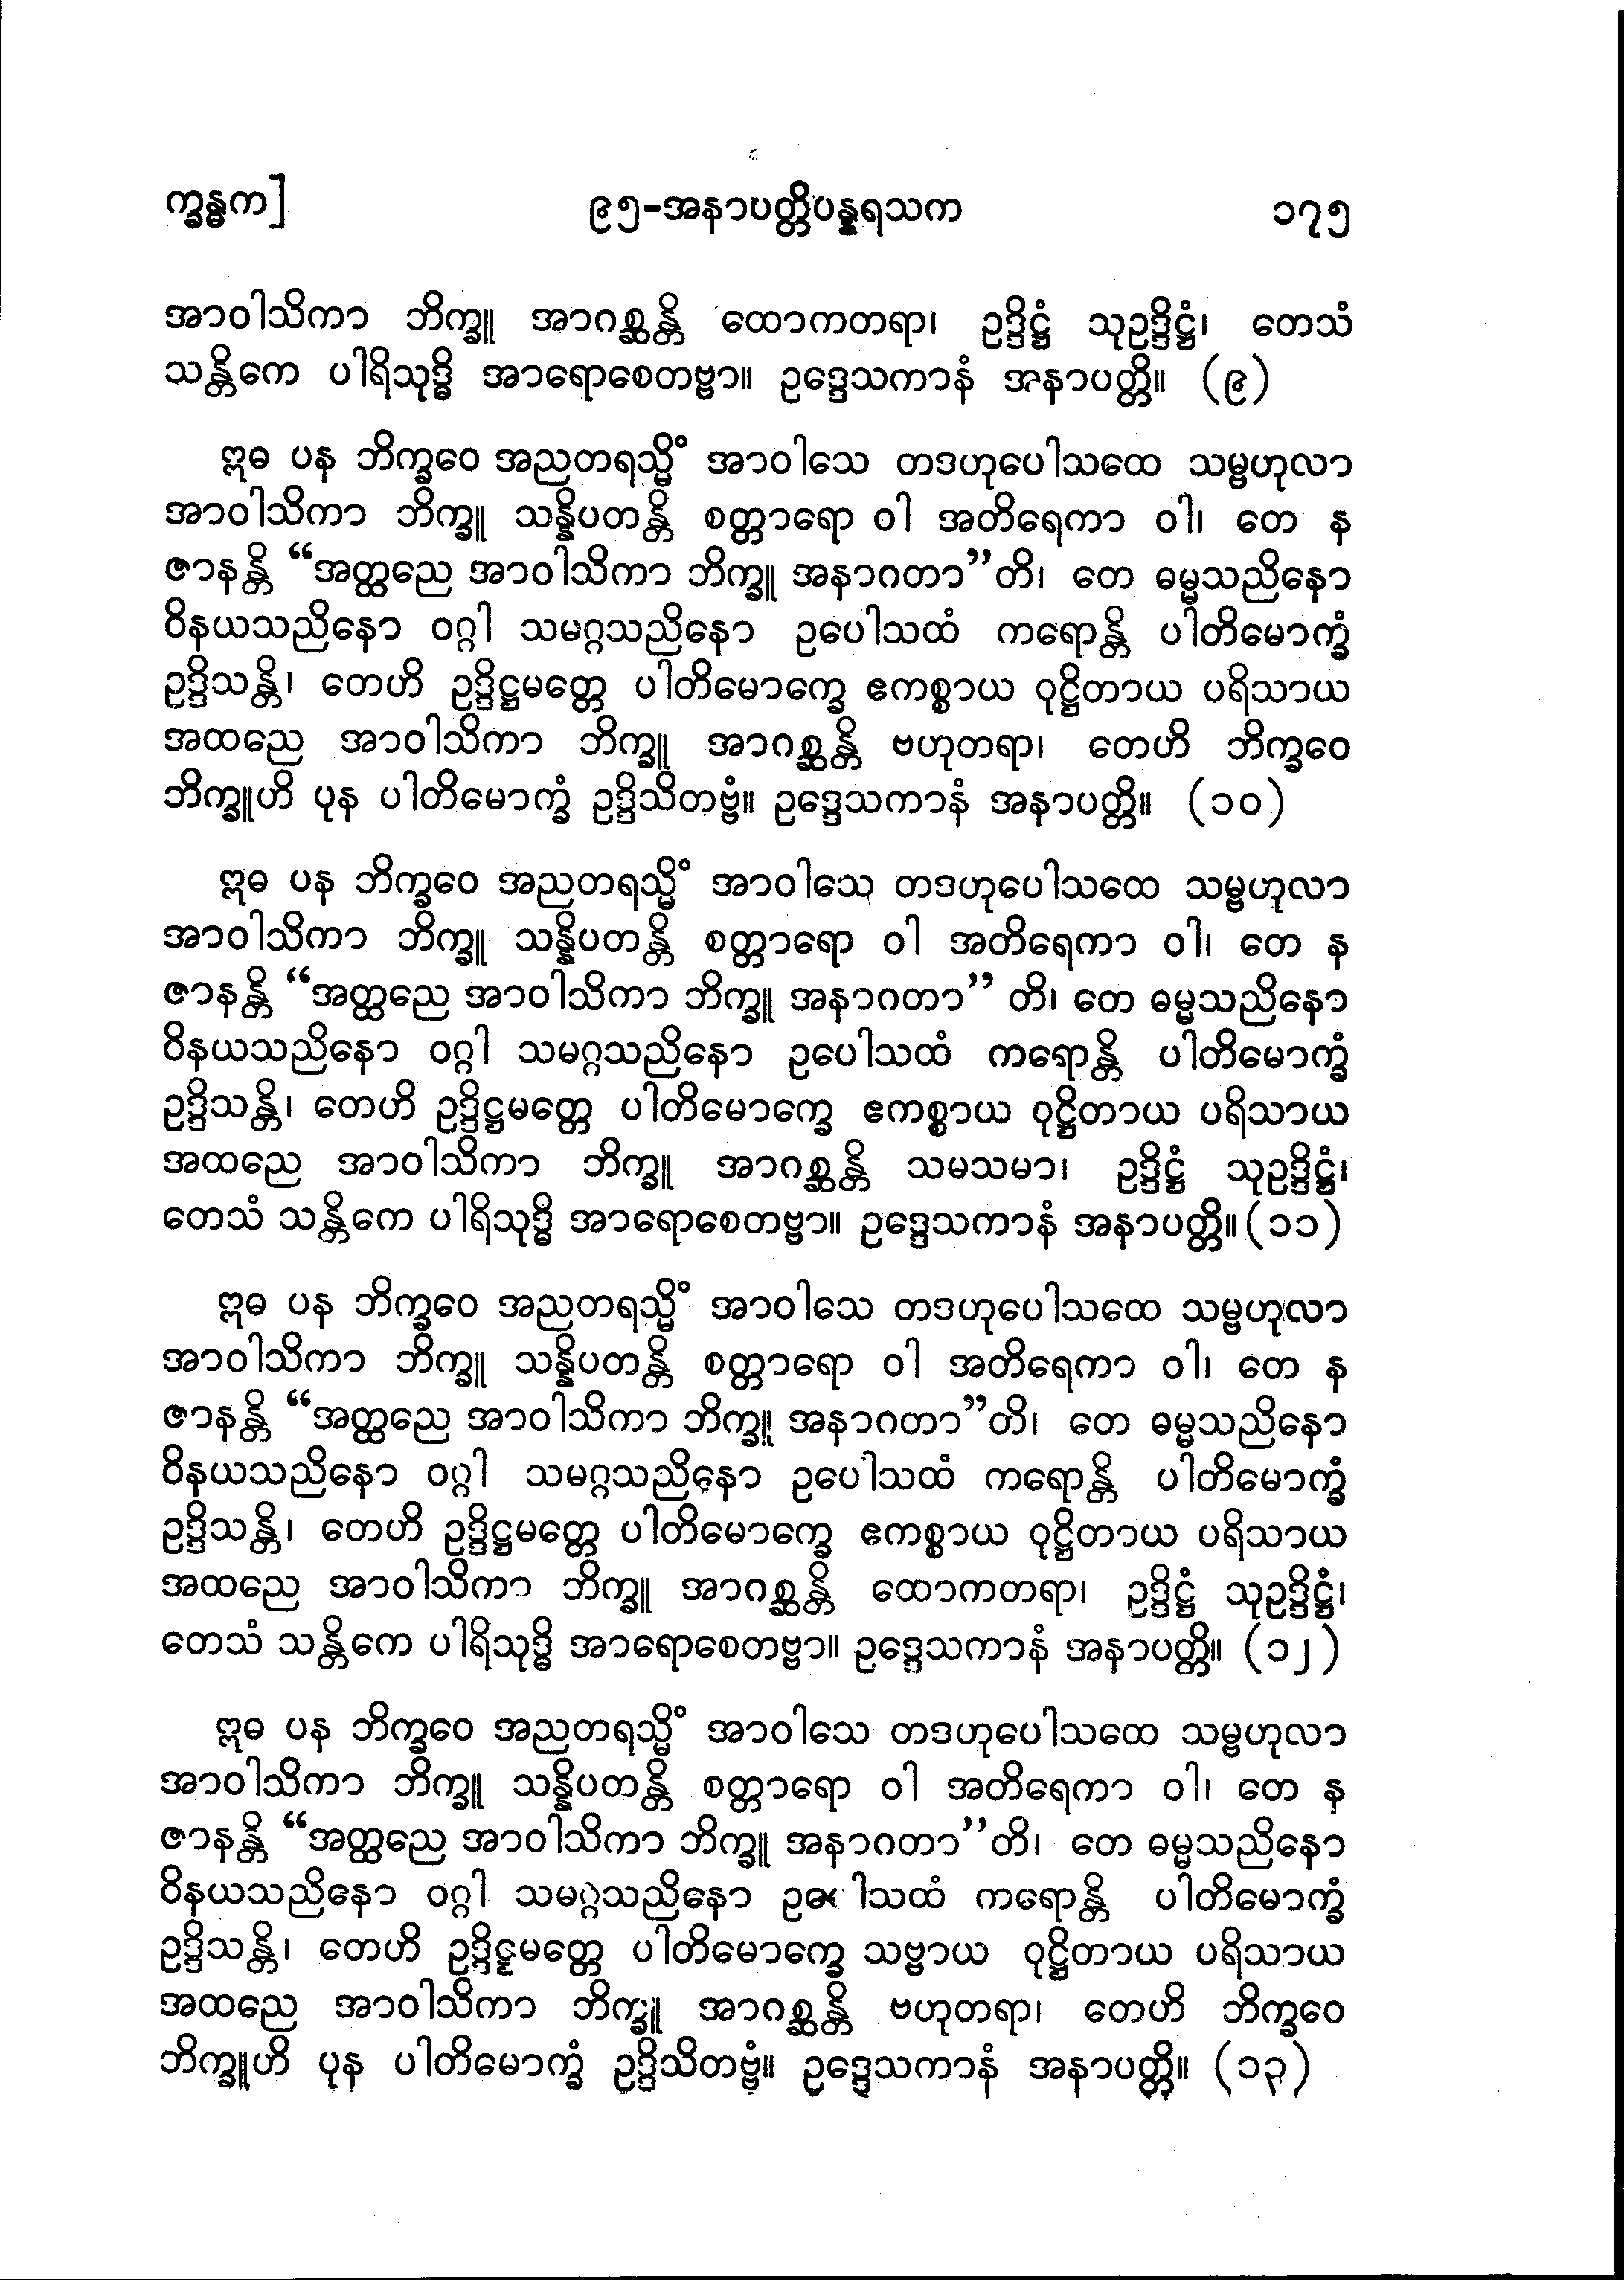 က္ခန္ဓက]
၉၅-အနာပတ္တိပန္နရသက
၁၇၅
အာဝါသိကာ ဘိက္ခူ အာဂစ္ဆန္တိ ထောကတရာ၊ ဥဒ္ဒိဋ္ဌံ သုဥဒ္ဒိဋ္ဌံ၊ တေသံ
သန္တိကေ ပါရိသုဒ္ဓိ အာရောစေတဗ္ဗာ။ ဥဒ္ဒေသကာနံ အနာပတ္တိ။ (၉)
ဣဓ ပန ဘိက္ခဝေ အညတရသ္မိံ အာဝါသေ တဒဟုပေါသထေ သမ္ဗဟုလာ
အာဝါသိကာ ဘိက္ခူ သန္နိပတန္တိ စတ္တာရော ဝါ အတိရေကာ ဝါ၊ တေ န
ဇာနန္တိ “အတ္ထညေ အာဝါသိကာ ဘိက္ခူ အနာဂတာ”တိ၊ တေ ဓမ္မသညိနော
ဝိနယသညိနော ဝဂ္ဂါ သမဂ္ဂသညိနော ဥပေါသထံ ကရောန္တိ ပါတိမောက္ခံ
ဥဒ္ဒိသန္တိ၊ တေဟိ ဥဒ္ဒိဋ္ဌမတ္တေ ပါတိမောက္ခေ ဧကစ္စာယ ဝုဋ္ဌိတာယ ပရိသာယ
အထညေ အာဝါသိကာ ဘိက္ခူ အာဂစ္ဆန္တိ ဗဟုတရာ၊ တေဟိ ဘိက္ခဝေ
ဘိက္ခူဟိ ပုန ပါတိမောက္ခံ ဥဒ္ဒိသိတဗ္ဗံ။ ဥဒ္ဒေသကာနံ အနာပတ္တိ။ (၁၀)
ဣဓ ပန ဘိက္ခဝေ အညတရသ္မိံ အာဝါသေ တဒဟုပေါသထေ သမ္ဗဟုလာ
အာဝါသိကာ ဘိက္ခူ သန္နိပတန္တိ စတ္တာရော ဝါ အတိရေကာ ဝါ၊ တေ န
ဇာနန္တိ “အတ္ထညေ အာဝါသိကာ ဘိက္ခူ အနာဂတာ” တိ၊ တေ ဓမ္မသညိနော
ဝိနယသညိနော ဝဂ္ဂါ သမဂ္ဂသညိနော ဥပေါသထံ ကရောန္တိ ပါတိမောက္ခံ
ဥဒ္ဒိသန္တိ၊ တေဟိ ဥဒ္ဒိဋ္ဌမတ္တေ ပါတိမောက္ခေ ဧကစ္စာယ ဝုဋ္ဌိတာယ ပရိသာယ
အထညေ အာဝါသိကာ ဘိက္ခူ အာဂစ္ဆန္တိ သမသမာ၊ ဥဒ္ဒိဋ္ဌံ သုဥဒ္ဒိဋ္ဌံ၊
တေသံ သန္တိကေ ပါရိသုဒ္ဓိ အာရောစေတဗ္ဗာ။ ဥဒ္ဒေသကာနံ အနာပတ္တိ။ (၁၁)
ဣဓ ပန ဘိက္ခဝေ အညတရသ္မိံ အာဝါသေ တဒဟုပေါသထေ သမ္ဗဟုလာ
အာဝါသိကာ ဘိက္ခူ သန္နိပတန္တိ စတ္တာရော ဝါ အတိရေကာ ဝါ၊ တေ န
ဇာနန္တိ “အတ္ထညေ အာဝါသိကာ ဘိက္ခူ အနာဂတာ”တိ၊ တေ ဓမ္မသညိနော
ဝိနယသညိနော ဝဂ္ဂါ သမဂ္ဂသညိနော ဥပေါသထံ ကရောန္တိ ပါတိမောက္ခံ
ဥဒ္ဒိသန္တိ၊ တေဟိ ဥဒ္ဒိဋ္ဌမတ္တေ ပါတိမောက္ခေ ဧကစ္စာယ ဝုဋ္ဌိတာယ ပရိသာယ
အထညေ အာဝါသိကာ ဘိက္ခူ အာဂစ္ဆန္တိ ထောကတရာ၊ ဥဒ္ဒိဋ္ဌံ သုဥဒ္ဒိဋ္ဌံ၊
တေသံ သန္တိကေ ပါရိသုဒ္ဓိ အာရောစေတဗ္ဗာ။ ဥဒ္ဒေသကာနံ အနာပတ္တိ။ (၁၂)
ဣဓ ပန ဘိက္ခဝေ အညတရသ္မိံ အာဝါသေ တဒဟုပေါသထေ သမ္ဗဟုလာ
အာဝါသိကာ ဘိက္ခူ သန္နိပတန္တိ စတ္တာရော ဝါ အတိရေကာ ဝါ၊ တေ န
ဇာနန္တိ “အတ္ထညေ အာဝါသိကာ ဘိက္ခူ အနာဂတာ”တိ၊ တေ ဓမ္မသညိနော
ဝိနယသညိနော ဝဂ္ဂါ သမဂ္ဂသညိနော ဥပေါသထံ ကရောန္တိ ပါတိမောက္ခံ
ဥဒ္ဒိသန္တိ၊ တေဟိ ဥဒ္ဒိဋ္ဌမတ္တေ ပါတိမောက္ခေ သဗ္ဗာယ ဝုဋ္ဌိတာယ ပရိသာယ
အထညေ အာဝါသိကာ ဘိက္ခူ အာဂစ္ဆန္တိ ဗဟုတရာ၊ တေဟိ ဘိက္ခဝေ
ဘိက္ခူဟိ ပုန ပါတိမောက္ခံ ဥဒ္ဒိသိတဗ္ဗံ။ ဥဒ္ဒေသကာနံ အနာပတ္တိ။ (၁၃)